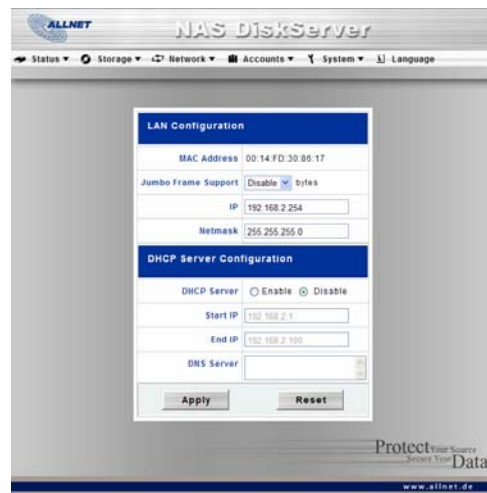 ALLNET
NAS DiskServer
Status Storage Network Accounts System Language
LAN Configuration
MAC Address 00:14:FD:30:86:17
Jumbo Frame Support Disable bytes
IP 192.168.2.254
Netmask 255.255.255.0
DHCP Server Configuration
DHCP Server Enable Disable
Start IP 192.168.2.1
End IP 192.168.2.100
DNS Server
Apply Reset
Protect Your Source
Secure Your Data
www.allnet.de